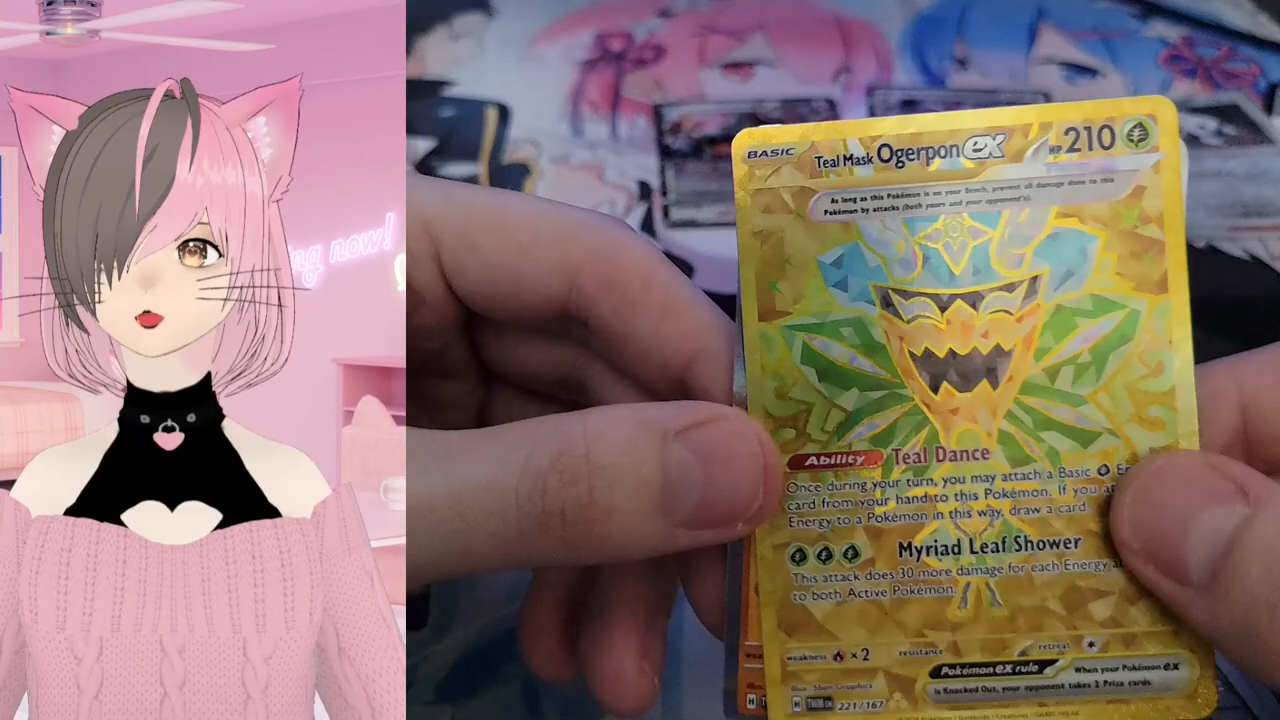 ng now!
BASIC Teal Mask Ogerpon ex HP 210
As long as this Pokémon is on your Bench, prevent all damage done to this
Pokémon by attacks (both yours and your opponent's).
Ability Teal Dance
Once during your turn, you may attach a Basic En
card from your hand to this Pokémon. If you at
Energy to a Pokémon in this way, draw a card.
Myriad Leaf Shower
This attack does 30 more damage for each Energy a
to both Active Pokémon.
weakness ×2 resistance retreat
Pokémon ex rule When your Pokémon ex
is Knocked Out, your opponent takes 2 Prize cards.
Illus.
H TWM EN 221/167
H